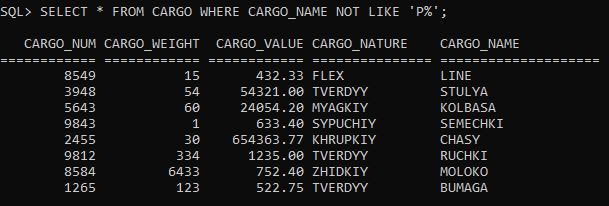 SQL> SELECT * FROM CARGO WHERE CARGO_NAME NOT LIKE 'P%';
CARGO_NUM CARGO_WEIGHT CARGO_VALUE CARGO_NATURE CARGO_NAME
============ ============ ============ =============== ====================
8549 15 432.33 FLEX LINE
3948 54 54321.00 TVERDYY STULYA
5643 60 24054.20 MYAGKIY KOLBASA
9843 1 633.40 SYPUCHIY SEMECHKI
2455 30 654363.77 KHRUPKIY CHASY
9812 334 1235.00 TVERDYY RUCHKI
8584 6433 752.40 ZHIDKIY MOLOKO
1265 123 522.75 TVERDYY BUMAGA